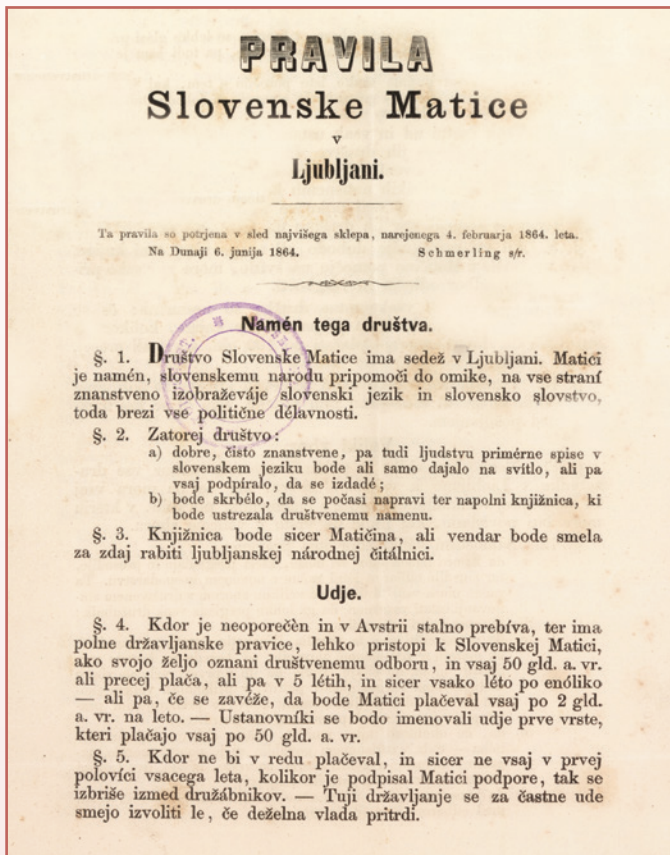 PRAVILA
Slovenske Matice
v
Ljubljani.
Ta pravila so potrjena v sled najvišega sklepa, narejenega 4. februarja 1864. leta.
Na Dunaji 6. junija 1864. Schmerling s/r.
Namén tega društva.
§. 1. Društvo Slovenske Matice ima sedež v Ljubljani. Matici
je namén, slovenskemu národu pripomoči do omike, na vse straní
znanstveno izobraževáje slovenski jezik in slovensko slovstvo,
toda brezi vse politične délavnosti.
§. 2. Zatorej društvo:
a) dobre, čisto znanstvene, pa tudi ljudstvu primérne spise v
slovenskem jeziku bode ali samo dajalo na svítlo, ali pa
vsaj podpíralo, da se izdadé;
b) bode skrbélo, da se počasi napravi ter napolni knjižnica, ki
bode ustrezala društvenemu namenu.
§. 3. Knjižnica bode sicer Matičina, ali vendar bode smela
za zdaj rabiti ljubljanskej národnej čitálnici.
Udje.
§. 4. Kdor je neoporečèn in v Avstrii stalno prebíva, ter ima
polne državljanske pravice, lehko pristopi k Slovenskej Matici,
ako svojo željo oznani društvenemu odboru, in vsaj 50 gld. a. vr.
ali precej plača, ali pa v 5 létih, in sicer vsako léto po enóliko
— ali pa, če se zavéže, da bode Matici plačeval vsaj po 2 gld.
a. vr. na leto. — Ustanovníki se bodo imenovali udje prve vrste,
kteri plačajo vsaj po 50 gld. a. vr.
§. 5. Kdor ne bi v redu plačeval, in sicer ne vsaj v prvej
polovíci vsacega leta, kolikor je podpisal Matici podpore, tak se
izbriše izmed družábnikov. — Tuji državljanje se za častne ude
smejo izvoliti le, če deželna vlada pritrdi.